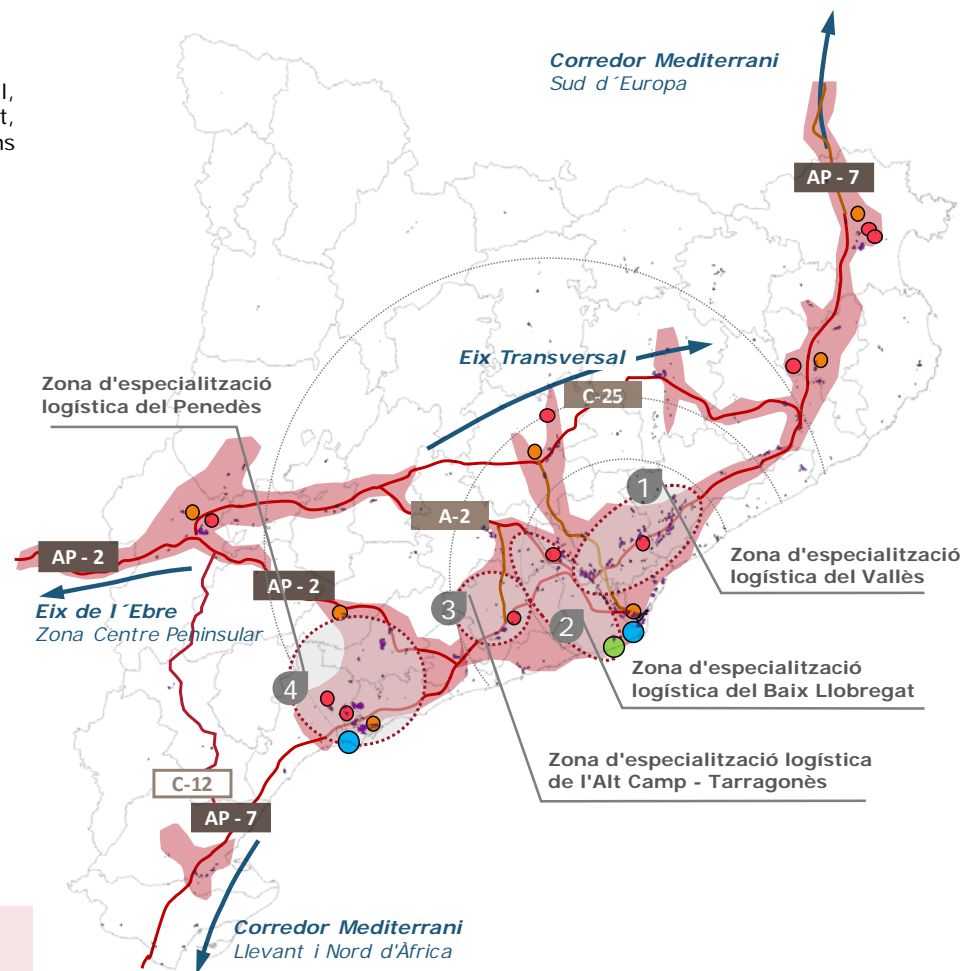 l,
t,
ns
Corredor Mediterrani
Sud d´Europa
AP - 7
Eix Transversal
Zona d'especialització
logística del Penedès
C-25
1
A-2
Zona d'especialització
logística del Vallès
AP - 2
AP - 2
Eix de l´Ebre
Zona Centre Peninsular
3
2
Zona d'especialització
logística del Baix Llobregat
4
Zona d'especialització logística
de l'Alt Camp - Tarragonès
C-12
AP - 7
Corredor Mediterrani
Llevant i Nord d'Àfrica